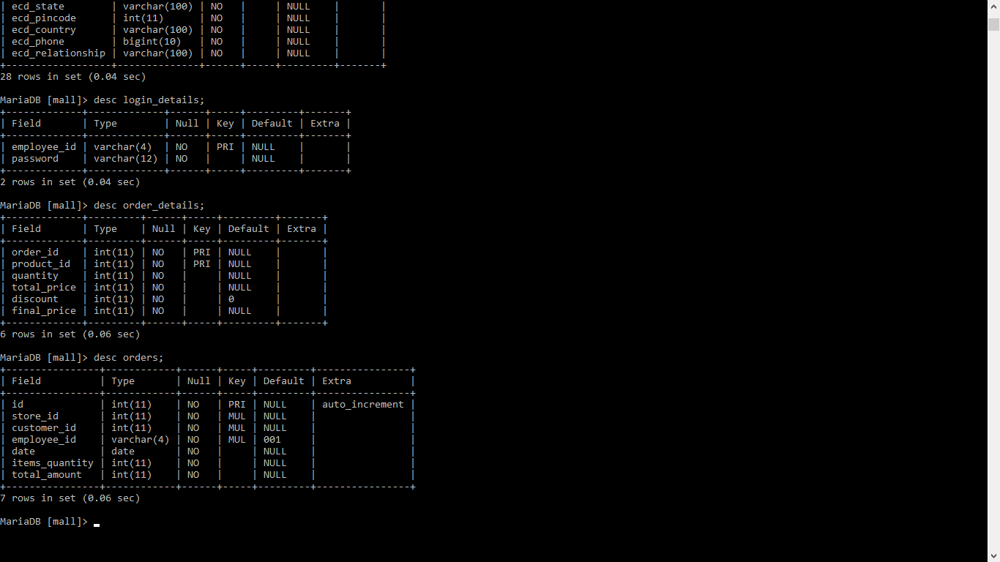 | ecd_state        | varchar(100) | NO   |     | NULL    |       |
| ecd_pincode      | int(11)      | NO   |     | NULL    |       |
| ecd_country      | varchar(100) | NO   |     | NULL    |       |
| ecd_phone        | bigint(10)   | NO   |     | NULL    |       |
| ecd_relationship | varchar(100) | NO   |     | NULL    |       |
+------------------+--------------+------+-----+---------+-------+
28 rows in set (0.04 sec)

MariaDB [mall]> desc login_details;
+-------------+-------------+------+-----+---------+-------+
| Field       | Type        | Null | Key | Default | Extra |
+-------------+-------------+------+-----+---------+-------+
| employee_id | varchar(4)  | NO   | PRI | NULL    |       |
| password    | varchar(12) | NO   |     | NULL    |       |
+-------------+-------------+------+-----+---------+-------+
2 rows in set (0.04 sec)

MariaDB [mall]> desc order_details;
+-------------+---------+------+-----+---------+-------+
| Field       | Type    | Null | Key | Default | Extra |
+-------------+---------+------+-----+---------+-------+
| order_id    | int(11) | NO   | PRI | NULL    |       |
| product_id  | int(11) | NO   | PRI | NULL    |       |
| quantity    | int(11) | NO   |     | NULL    |       |
| total_price | int(11) | NO   |     | NULL    |       |
| discount    | int(11) | NO   |     | 0       |       |
| final_price | int(11) | NO   |     | NULL    |       |
+-------------+---------+------+-----+---------+-------+
6 rows in set (0.06 sec)

MariaDB [mall]> desc orders;
+----------------+------------+------+-----+---------+----------------+
| Field          | Type       | Null | Key | Default | Extra          |
+----------------+------------+------+-----+---------+----------------+
| id             | int(11)    | NO   | PRI | NULL    | auto_increment |
| store_id       | int(11)    | NO   | MUL | NULL    |                |
| customer_id    | int(11)    | NO   | MUL | NULL    |                |
| employee_id    | varchar(4) | NO   | MUL | 001     |                |
| date           | date       | NO   |     | NULL    |                |
| items_quantity | int(11)    | NO   |     | NULL    |                |
| total_amount   | int(11)    | NO   |     | NULL    |                |
+----------------+------------+------+-----+---------+----------------+
7 rows in set (0.06 sec)

MariaDB [mall]>